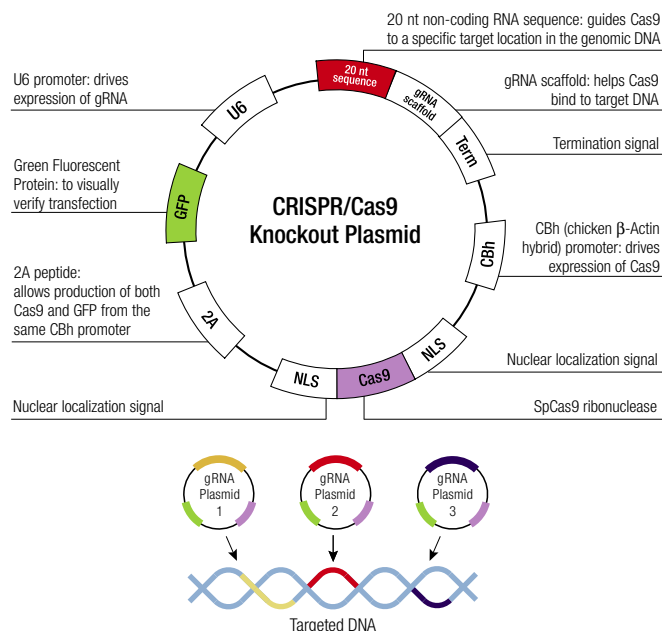 20 nt non-coding RNA sequence: guides Cas9
to a specific target location in the genomic DNA
U6 promoter: drives
expression of gRNA
20 nt
sequence
gRNA
scaffold
gRNA scaffold: helps Cas9
bind to target DNA
U6
Term
Termination signal
Green Fluorescent
Protein: to visually
verify transfection
GFP
CRISPR/Cas9
Knockout Plasmid
CBh
CBh (chicken β-Actin
hybrid) promoter: drives
expression of Cas9
2A peptide:
allows production of both
Cas9 and GFP from the
same CBh promoter
2A
NLS
Cas9
NLS
Nuclear localization signal
Nuclear localization signal
SpCas9 ribonuclease
gRNA
Plasmid
1
gRNA
Plasmid
2
gRNA
Plasmid
3
Targeted DNA